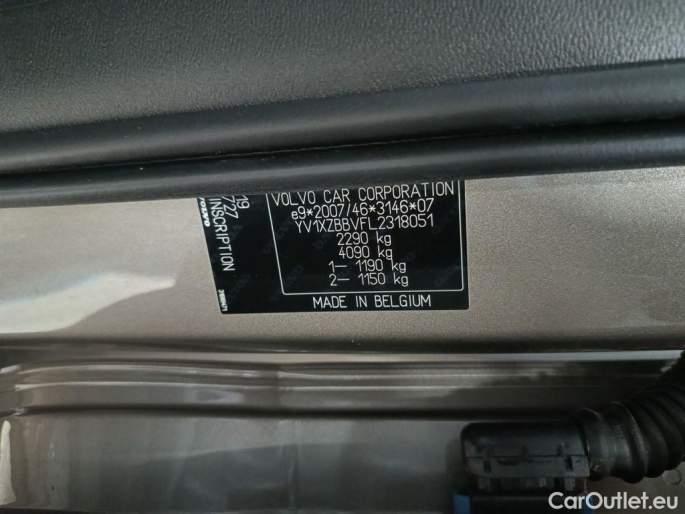 VOLVO CAR CORPORATION
e9*2007/46*3146*07
YV1XZBBVFL2318051
2290 kg
4090 kg
1– 1190 kg
2– 1150 kg
MADE IN BELGIUM
719
727
INSCRIPTION
CarOutlet.eu